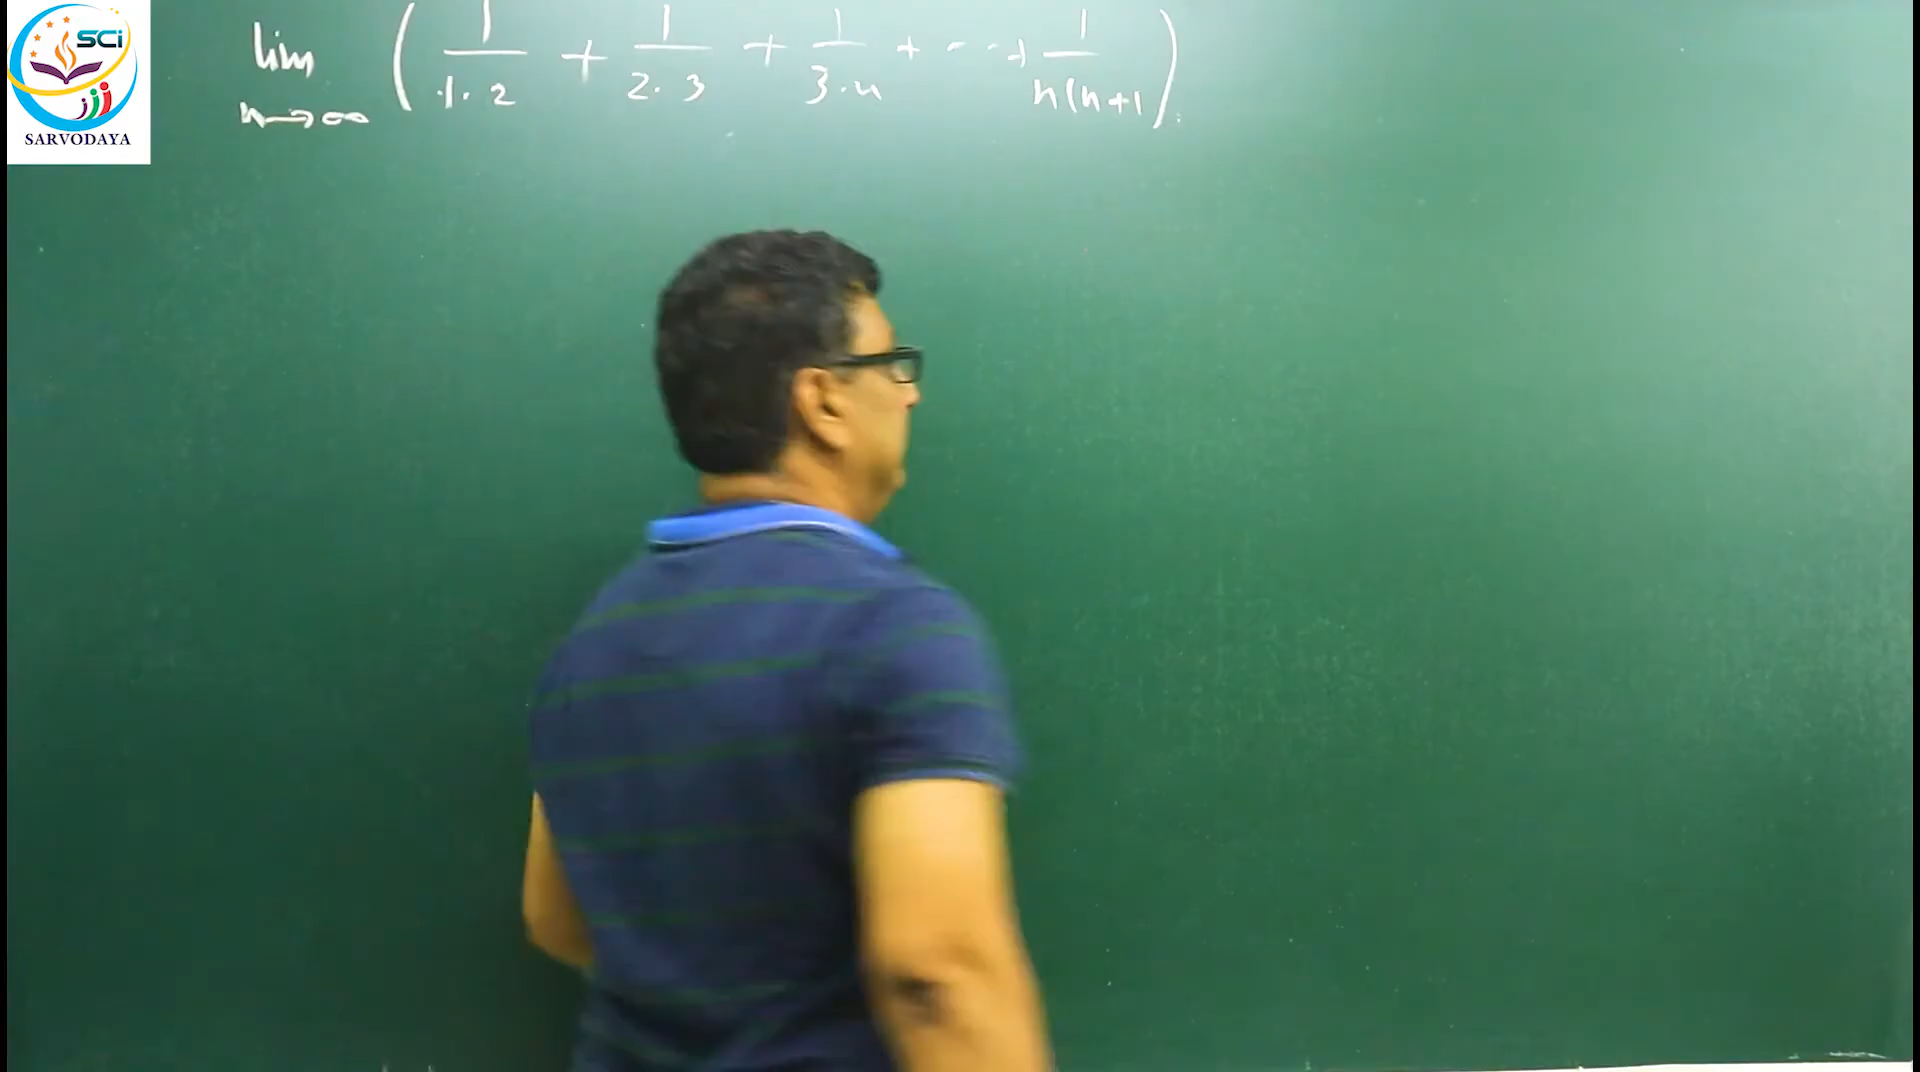 SCi
SARVODAYA
lim n→∞ ( 1/1·2 + 1/2·3 + 1/3·4 + --- + 1/n(n+1) )